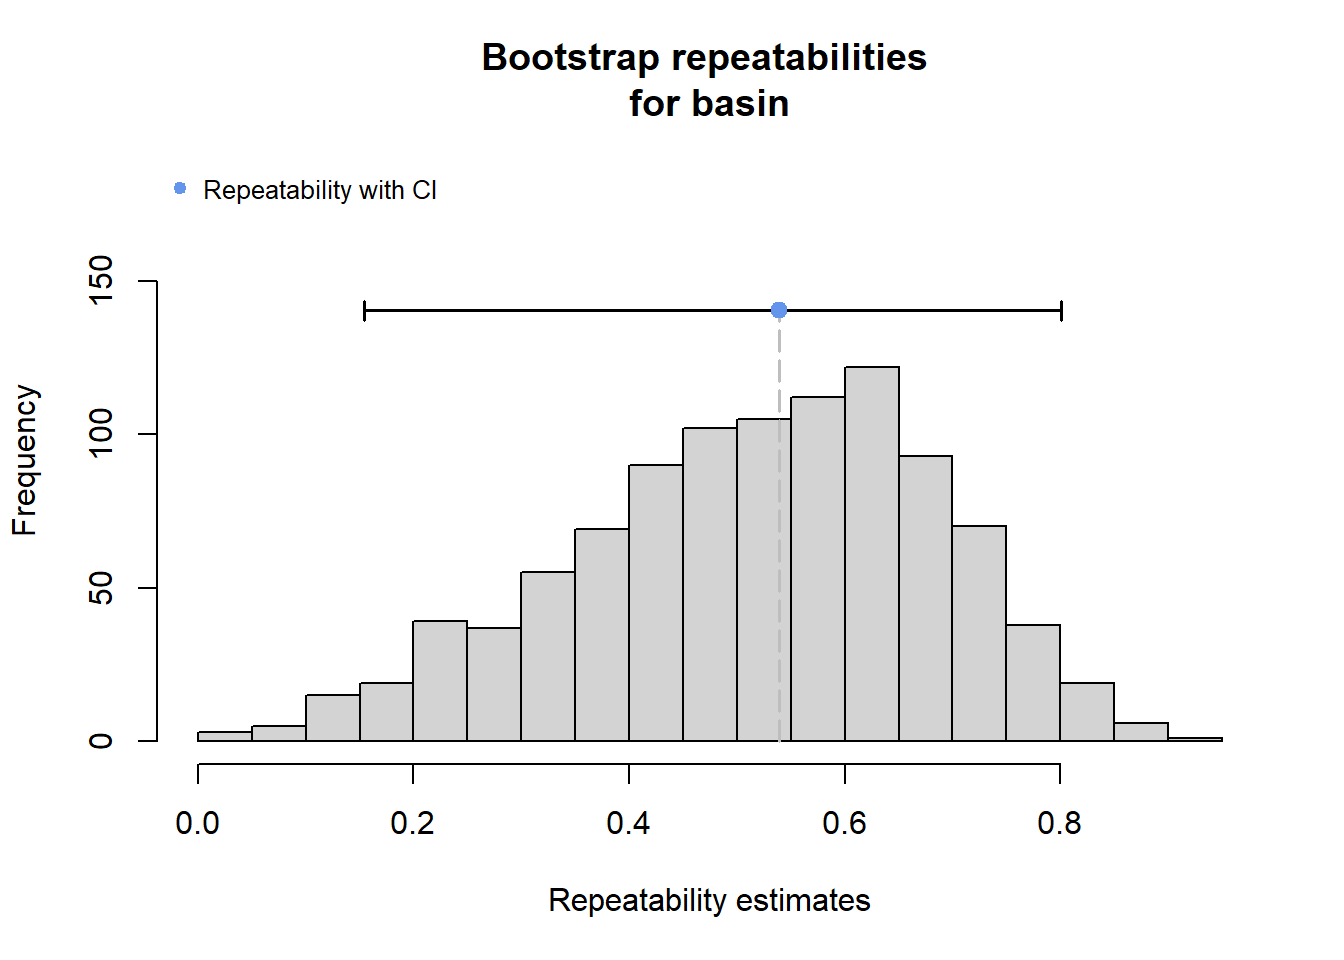 Bootstrap repeatabilities
for basin
Repeatability with CI
150
100
50
0
Frequency
0.0 0.2 0.4 0.6 0.8
Repeatability estimates